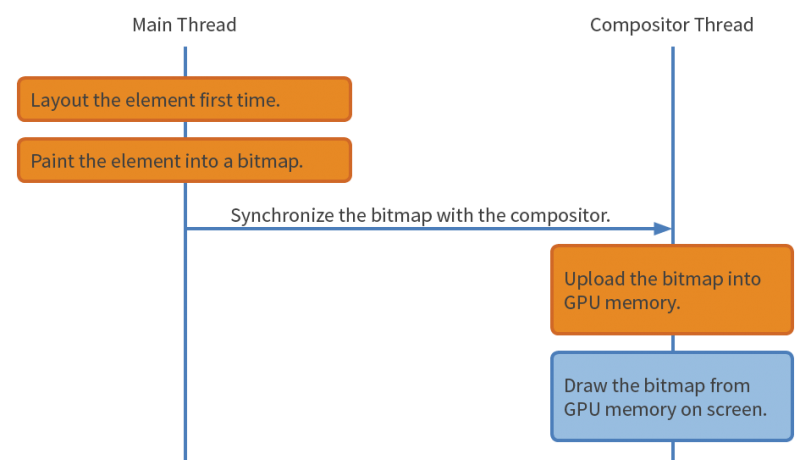 Main Thread
Compositor Thread
Layout the element first time.
Paint the element into a bitmap.
Synchronize the bitmap with the compositor.
Upload the bitmap into
GPU memory.
Draw the bitmap from
GPU memory on screen.